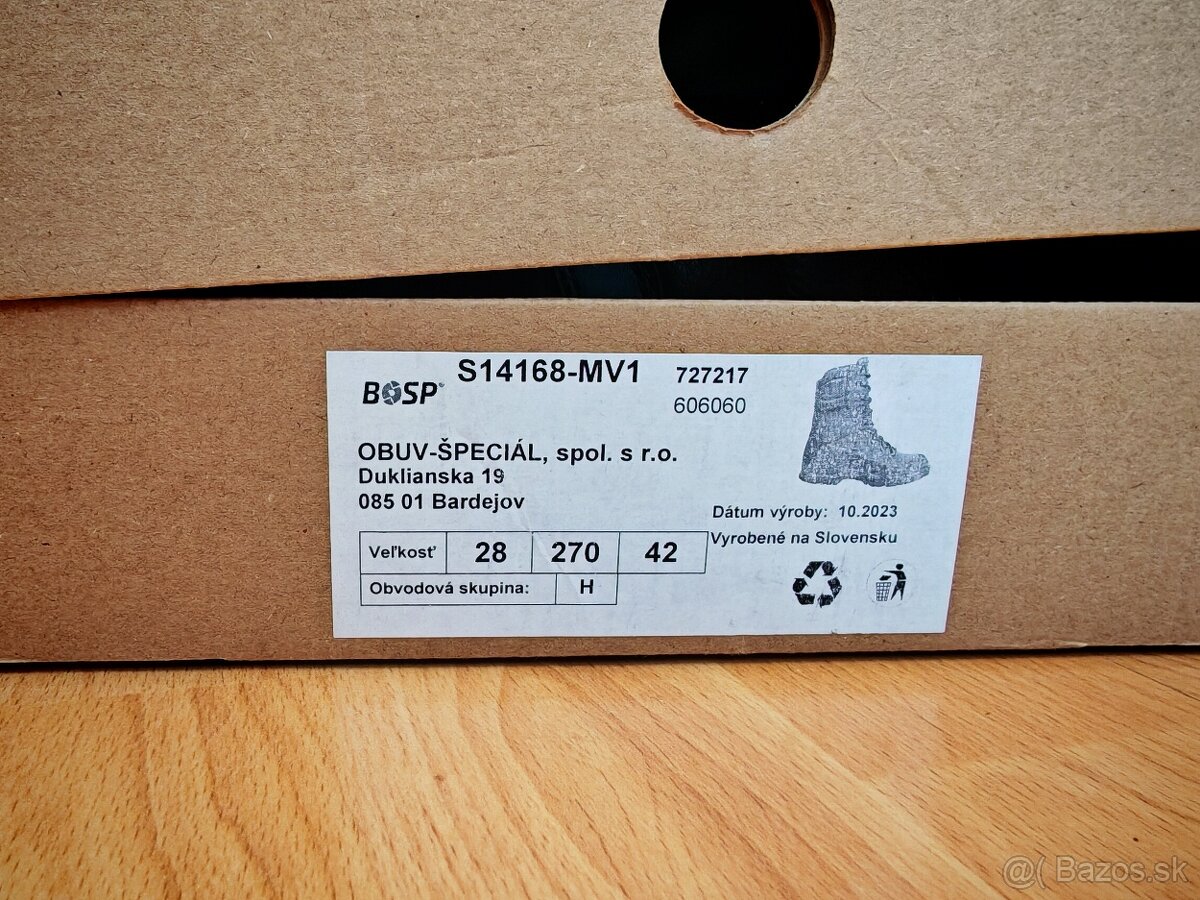 BOSP®
S14168-MV1 727217
606060
OBUV-ŠPECIÁL, spol. s r.o.
Duklianska 19
085 01 Bardejov
Dátum výroby: 10.2023
Vyrobené na Slovensku
Veľkosť 28 270 42
Obvodová skupina: H
@( Bazos.sk